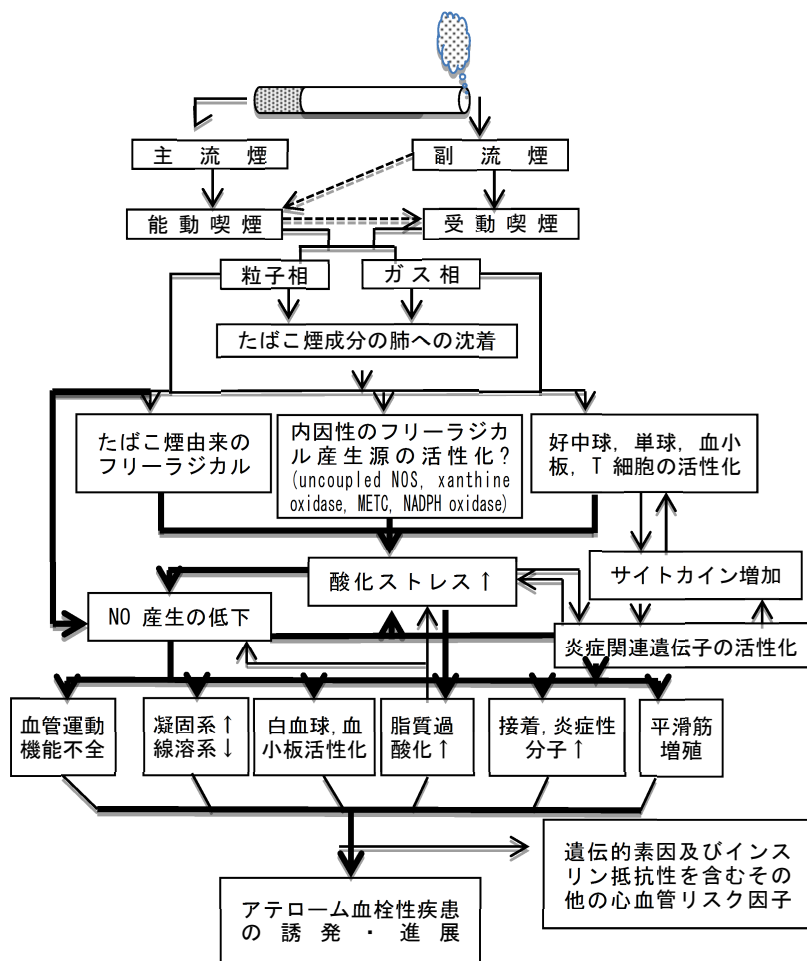 主流煙
副流煙
能動喫煙
受動喫煙
粒子相
ガス相
たばこ煙成分の肺への沈着
たばこ煙由来の
フリーラジカル
内因性のフリーラジカ
ル産生源の活性化?
(uncoupled NOS, xanthine
oxidase, METC, NADPH oxidase)
好中球, 単球, 血小
板, T 細胞の活性化
酸化ストレス↑
サイトカイン増加
NO 産生の低下
炎症関連遺伝子の活性化
血管運動
機能不全
凝固系↑
線溶系↓
白血球, 血
小板活性化
脂質過
酸化↑
接着, 炎症性
分子↑
平滑筋
増殖
遺伝的素因及びインス
リン抵抗性を含むその
他の心血管リスク因子
アテローム血栓性疾患
の誘発・進展